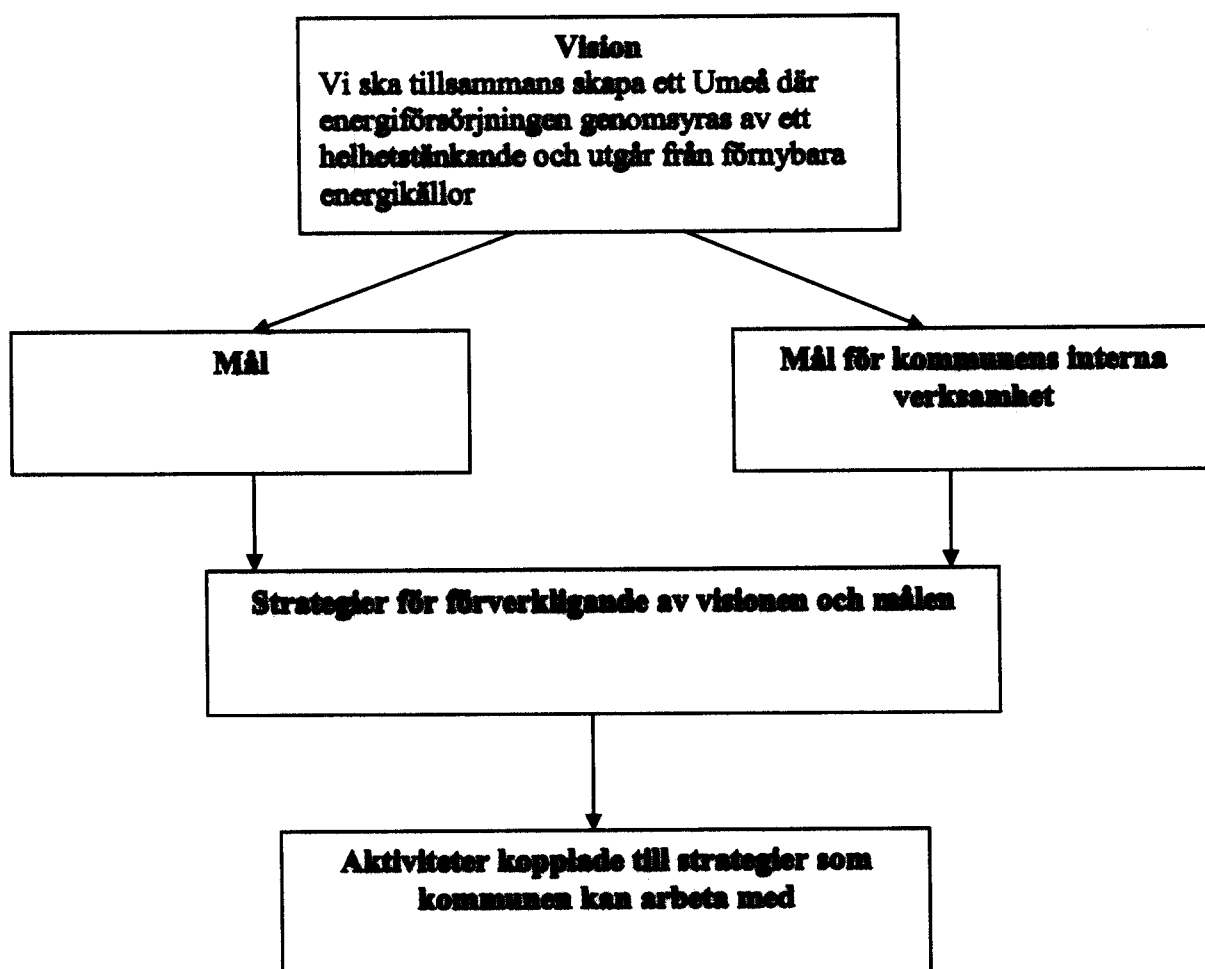 Vision
Vi ska tillsammans skapa ett Umeå där
energiförsörjningen genomsyras av ett
helhetstänkande och utgår från förnybara
energikällor
Mål
Mål för kommunens interna
verksamhet
Strategier för förverkligande av visionen och målen
Aktiviteter kopplade till strategier som
kommunen kan arbeta med